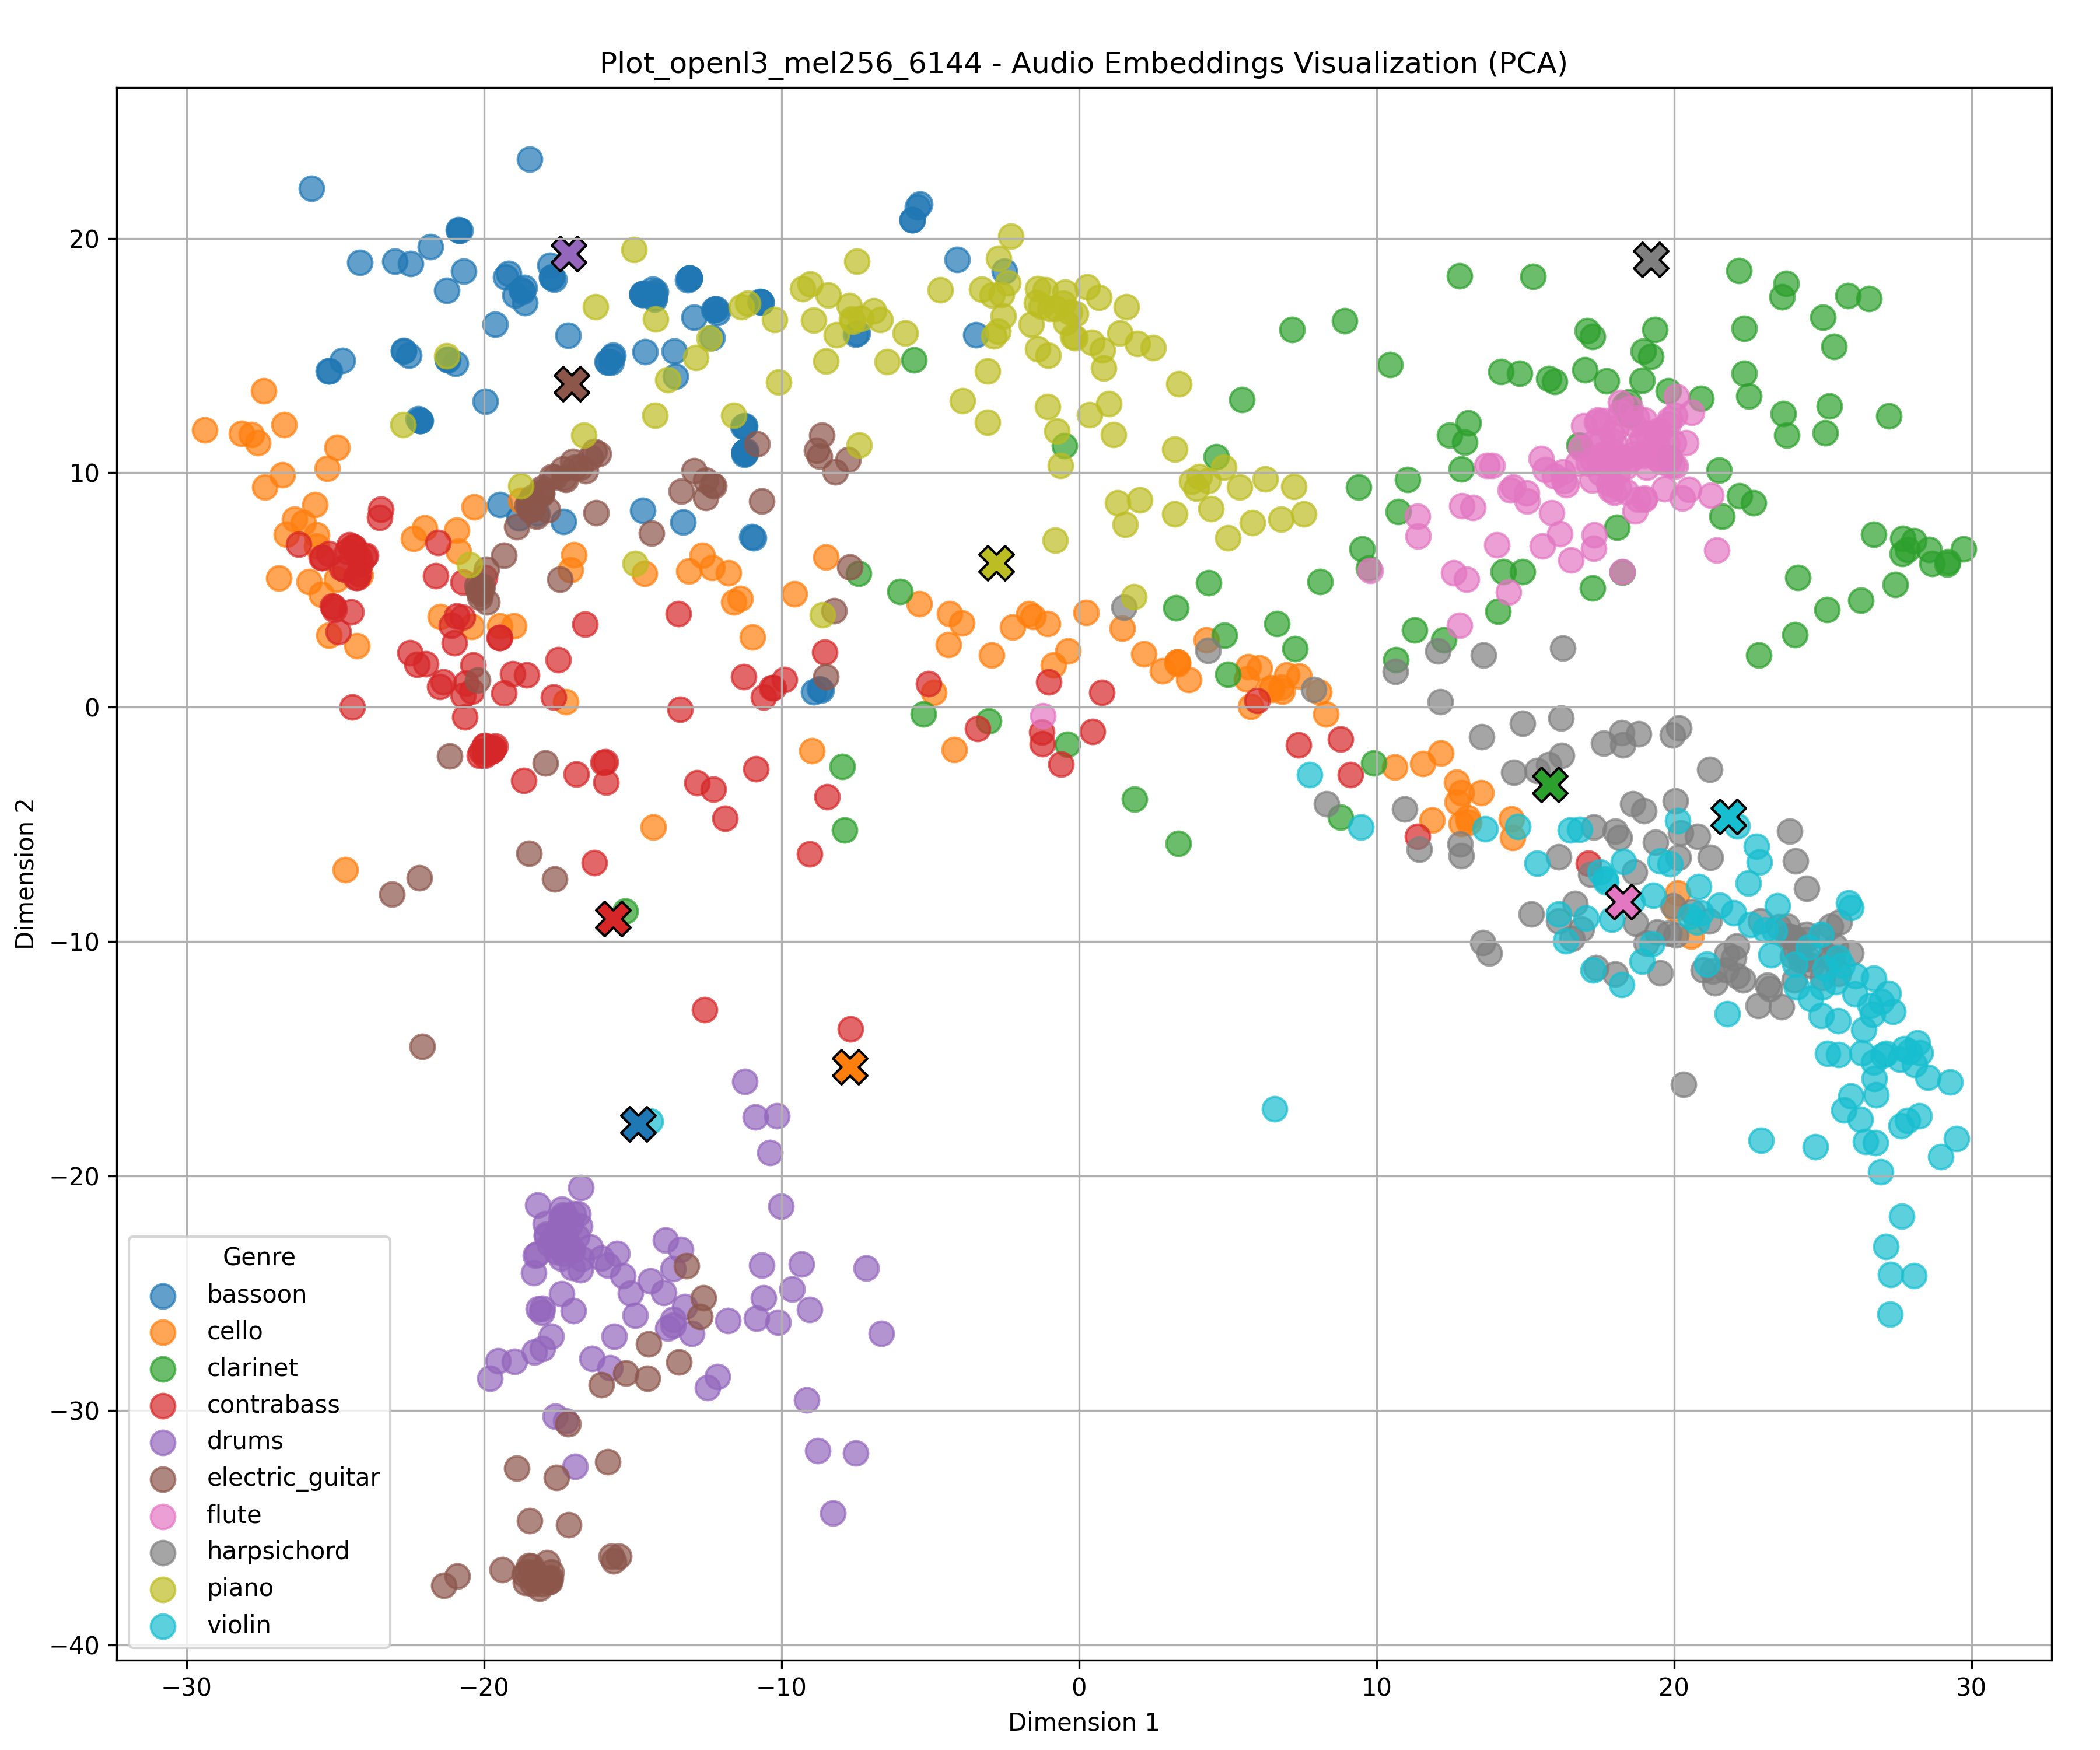 Plot_openl3_mel256_6144 - Audio Embeddings Visualization (PCA)
20
10
0
−10
−20
−30
−40
Dimension 2
Genre
bassoon
cello
clarinet
contrabass
drums
electric_guitar
flute
harpsichord
piano
violin
−30
−20
−10
0
10
20
30
Dimension 1